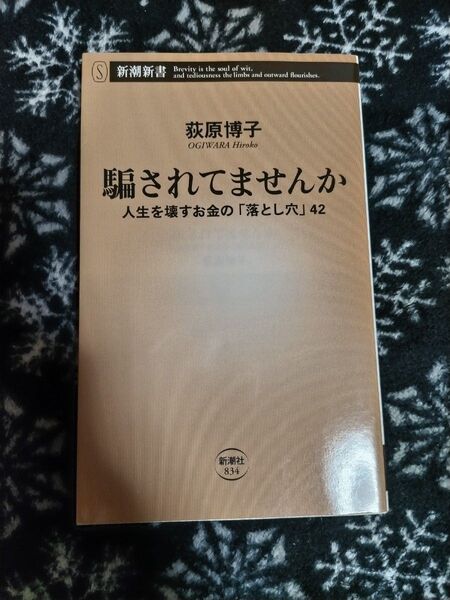 S 新潮新書
Brevity is the soul of wit,
and tediousness the limbs and outward flourishes.
荻原博子
OGIWARA Hiroko
騙されてませんか
人生を壊すお金の「落とし穴」42
新潮社
834